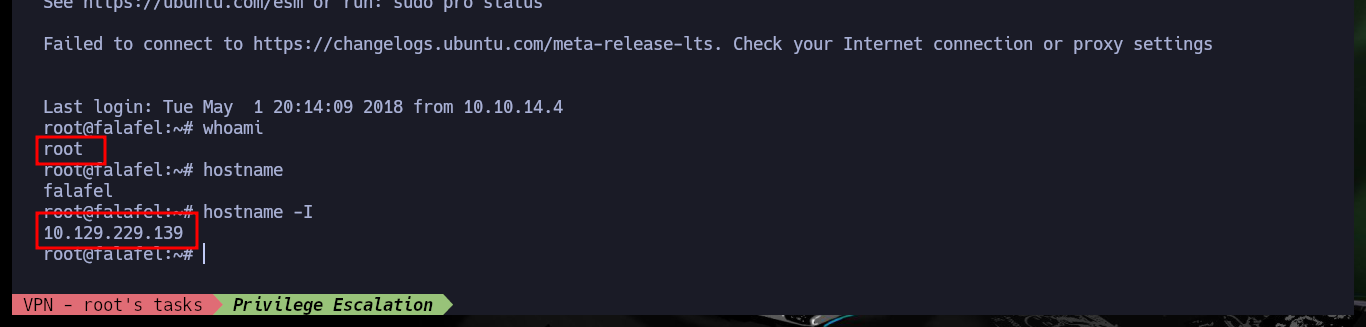 See https://ubuntu.com/esm or run: sudo pro status
Failed to connect to https://changelogs.ubuntu.com/meta-release-lts. Check your Internet connection or proxy settings
Last login: Tue May  1 20:14:09 2018 from 10.10.14.4
root@falafel:~# whoami
root
root@falafel:~# hostname
falafel
root@falafel:~# hostname -I
10.129.229.139
root@falafel:~#
VPN - root's tasks Privilege Escalation